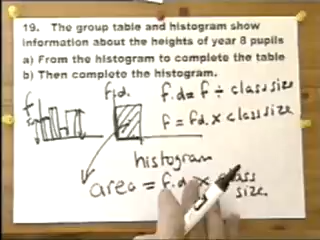 19. The group table and histogram show
information about the heights of year 8 pupils
a) From the histogram to complete the table
b) Then complete the histogram.
f f.d. f.d= f ÷ class size
f = fd. x class size
histogram
area = f.d x class
size